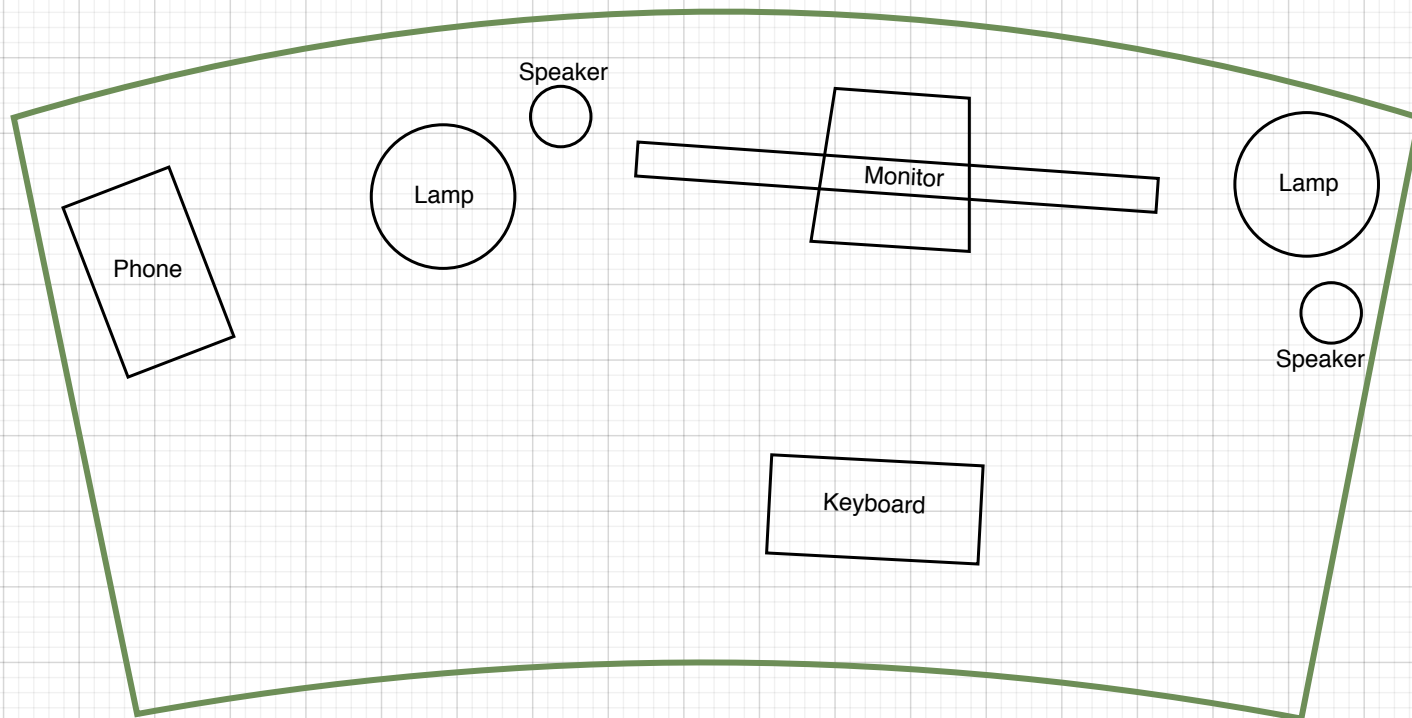 Speaker
Lamp
Monitor
Lamp
Phone
Speaker
Keyboard